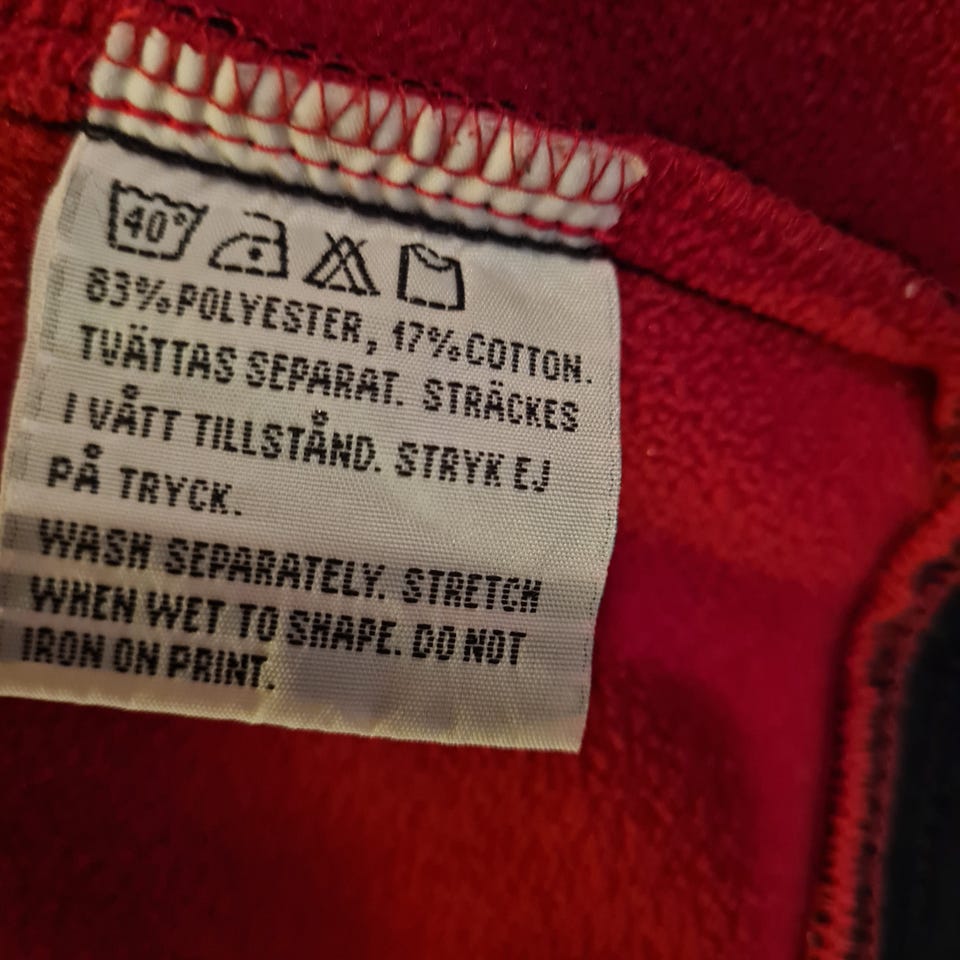 40°
83% POLYESTER, 17% COTTON.
TVÄTTAS SEPARAT. STRÄCKES
I VÅTT TILLSTÅND. STRYK EJ
PÅ TRYCK.
WASH SEPARATELY. STRETCH
WHEN WET TO SHAPE. DO NOT
IRON ON PRINT.